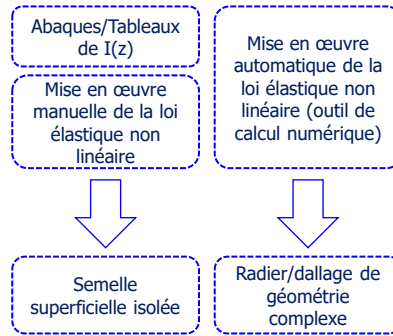 Abaques/Tableaux
de I(z)
Mise en œuvre
manuelle de la loi
élastique non
linéaire
Mise en œuvre
automatique de la
loi élastique non
linéaire (outil de
calcul numérique)
Semelle
superficielle isolée
Radier/dallage de
géométrie
complexe